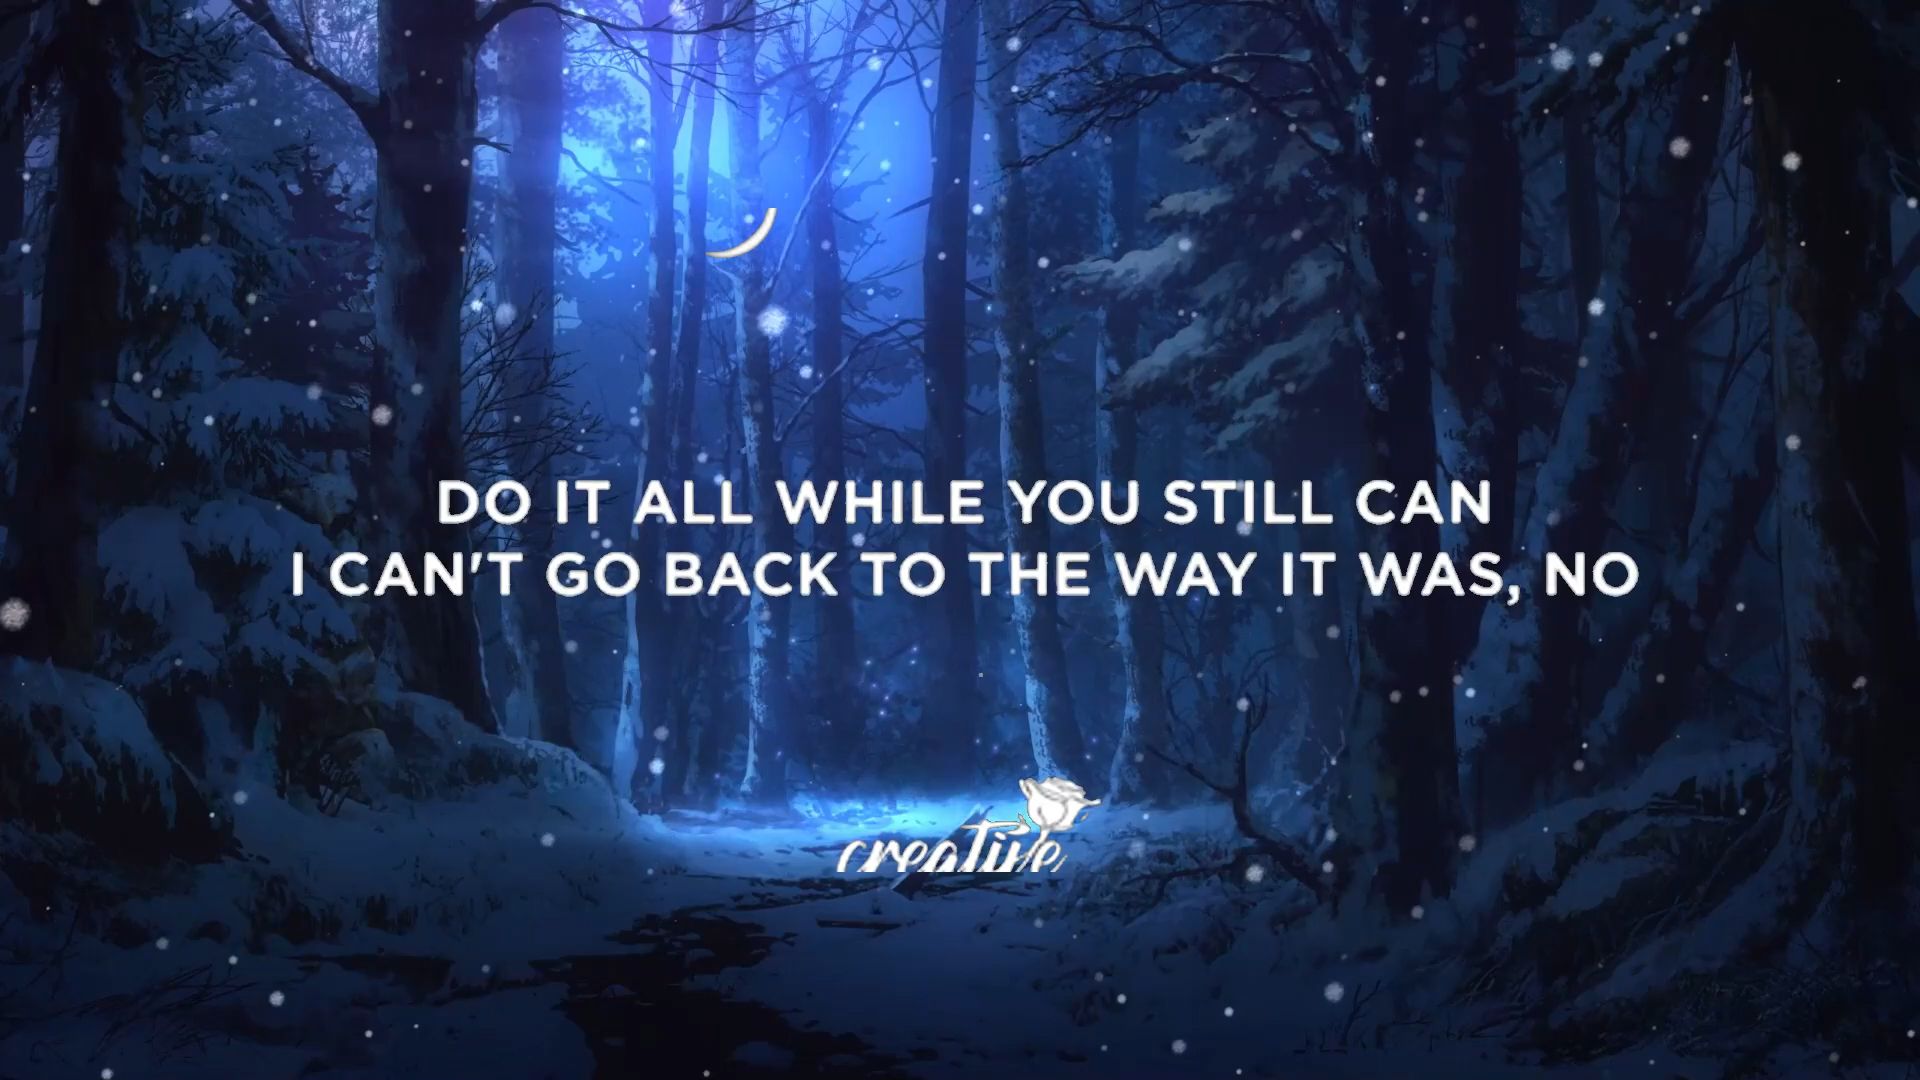 DO IT ALL WHILE YOU STILL CAN
I CAN'T GO BACK TO THE WAY IT WAS, NO
creative